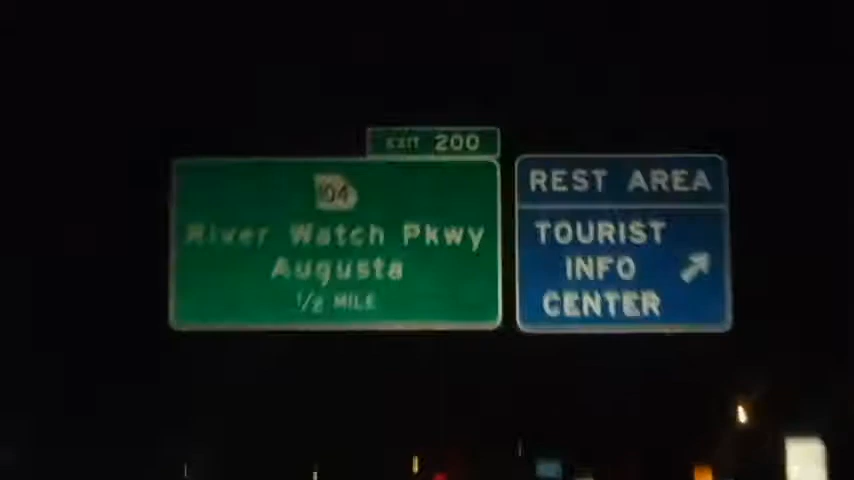 EXIT 200
104
River Watch Pkwy
Augusta
1/2 MILE
REST AREA
TOURIST
INFO
CENTER